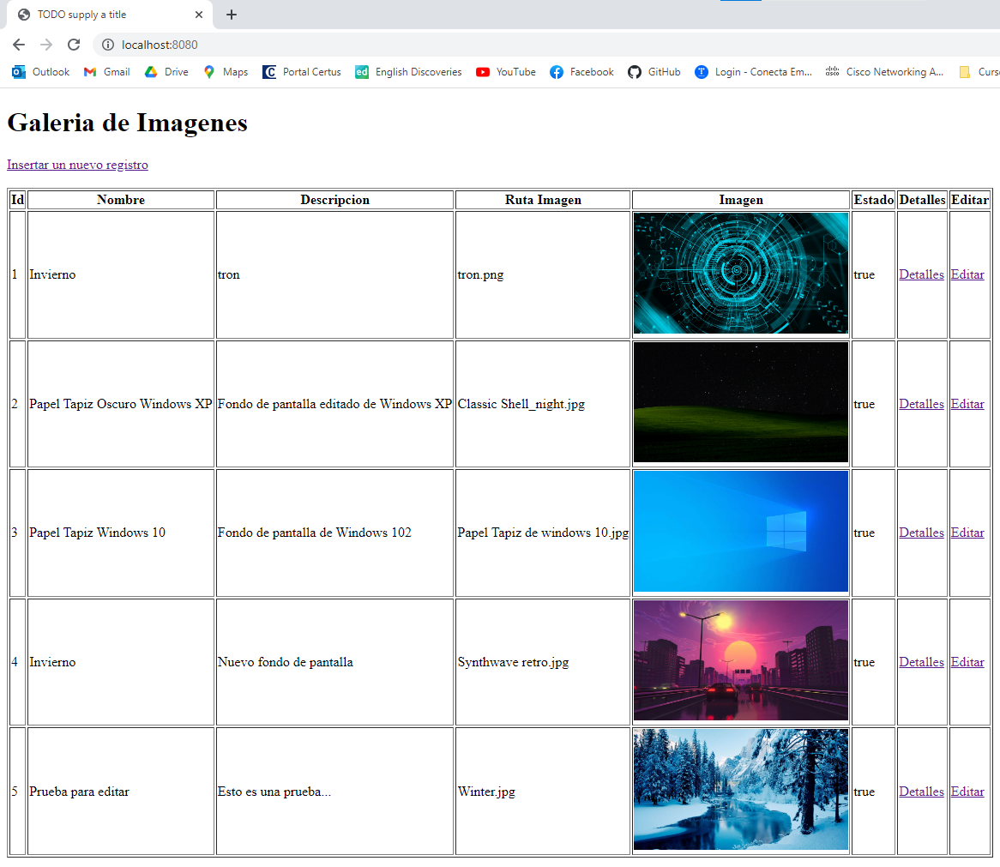 TODO supply a title
localhost:8080
Outlook Gmail Drive Maps Portal Certus ed English Discoveries YouTube Facebook GitHub Login - Conecta Em... cisco Cisco Networking A... Curs
Galeria de Imagenes
Insertar un nuevo registro
Id Nombre Descripcion Ruta Imagen Imagen Estado Detalles Editar
1 Invierno tron tron.png true Detalles Editar
2 Papel Tapiz Oscuro Windows XP Fondo de pantalla editado de Windows XP Classic Shell_night.jpg true Detalles Editar
3 Papel Tapiz Windows 10 Fondo de pantalla de Windows 102 Papel Tapiz de windows 10.jpg true Detalles Editar
4 Invierno Nuevo fondo de pantalla Synthwave retro.jpg true Detalles Editar
5 Prueba para editar Esto es una prueba... Winter.jpg true Detalles Editar